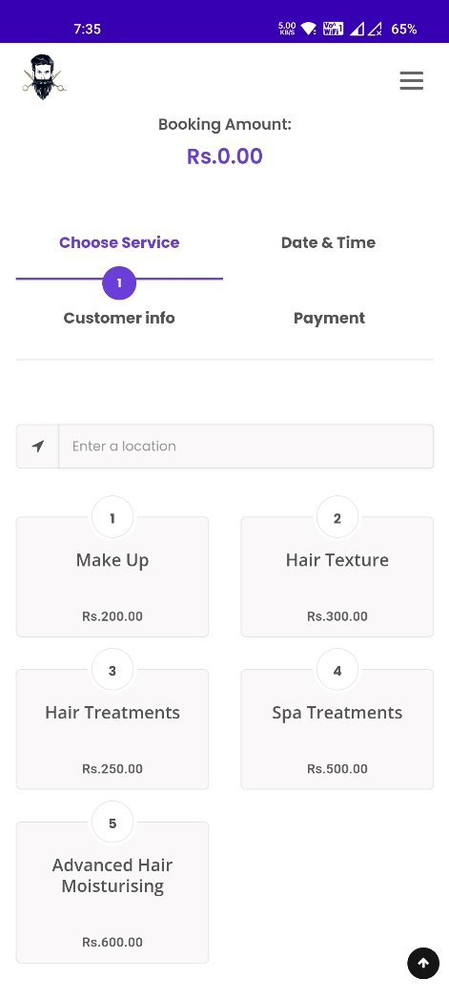 7:35
5.00
KB/S
Vo
WiFi 1
65%
Booking Amount:
Rs.0.00
Choose Service
Date & Time
1
Customer info
Payment
Enter a location
1
2
Make Up
Hair Texture
Rs.200.00
Rs.300.00
3
4
Hair Treatments
Spa Treatments
Rs.250.00
Rs.500.00
5
Advanced Hair
Moisturising
Rs.600.00